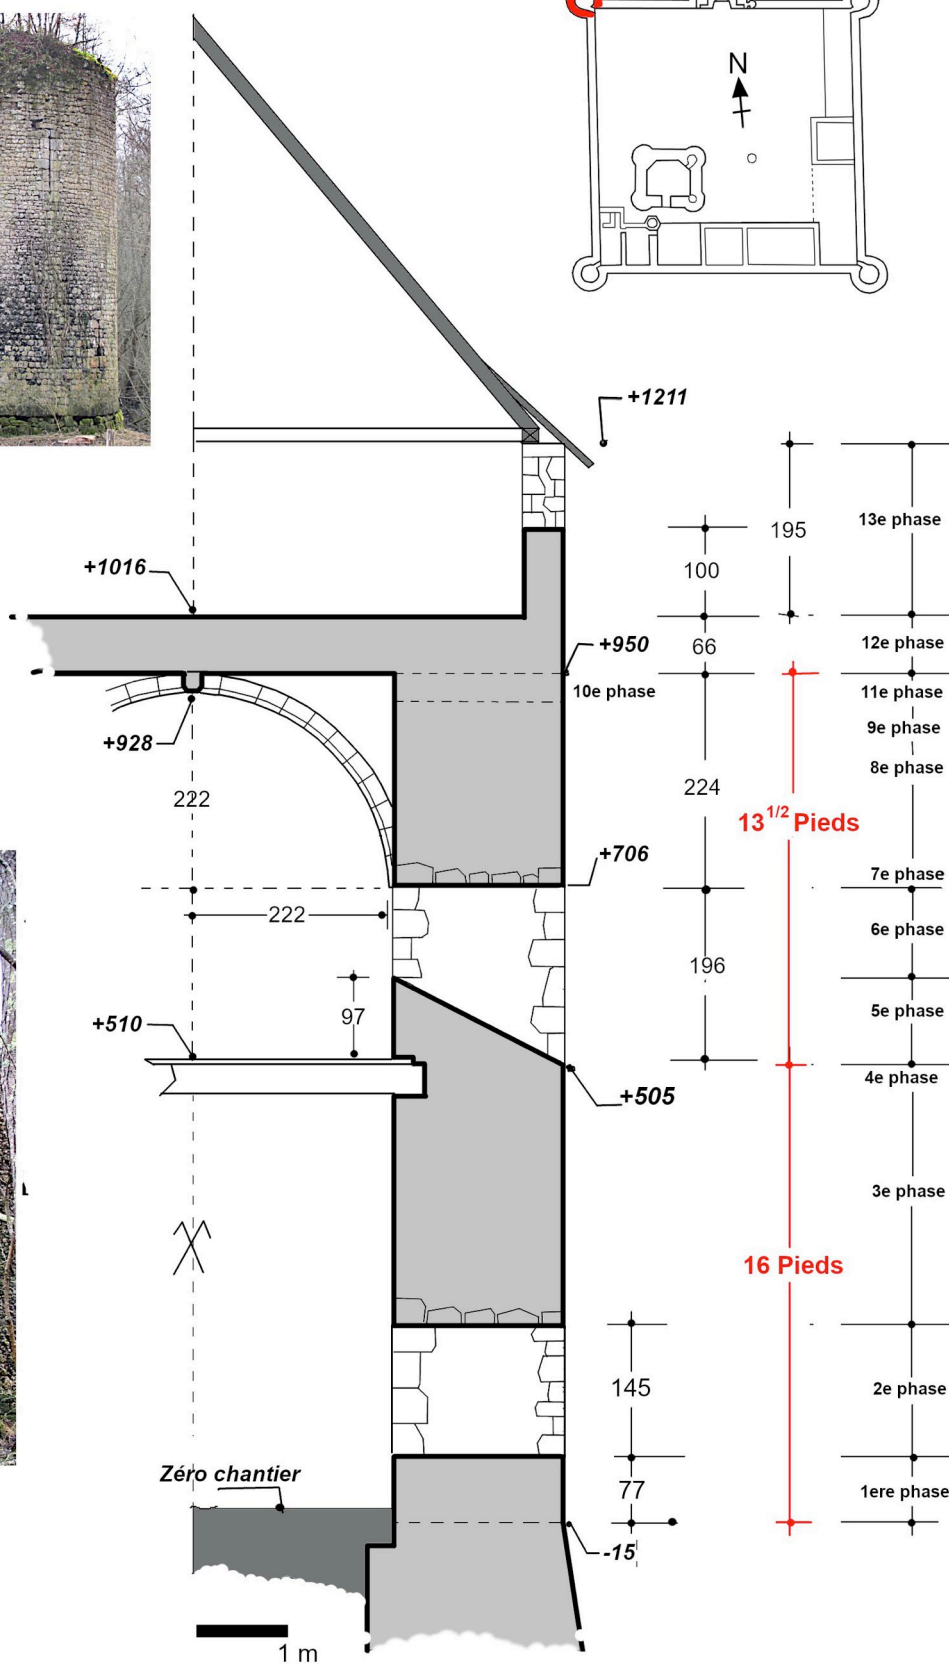 N
+1211
13e phase
195
100
+1016
12e phase
+950
66
10e phase
11e phase
9e phase
+928
8e phase
222
224
13 1/2 Pieds
+706
7e phase
222
6e phase
196
5e phase
97
+510
4e phase
+505
3e phase
16 Pieds
145
2e phase
Zéro chantier
77
1ere phase
-15
1 m